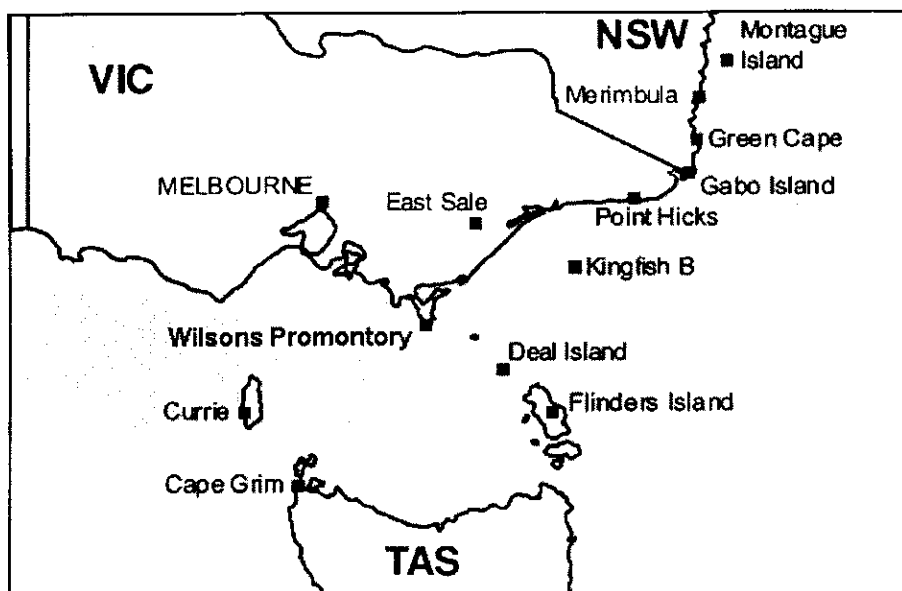 NSW
Montague
Island
VIC
Merimbula
Green Cape
MELBOURNE
East Sale
Gabo Island
Point Hicks
Kingfish B
Wilsons Promontory
Deal Island
Currie
Flinders Island
Cape Grim
TAS